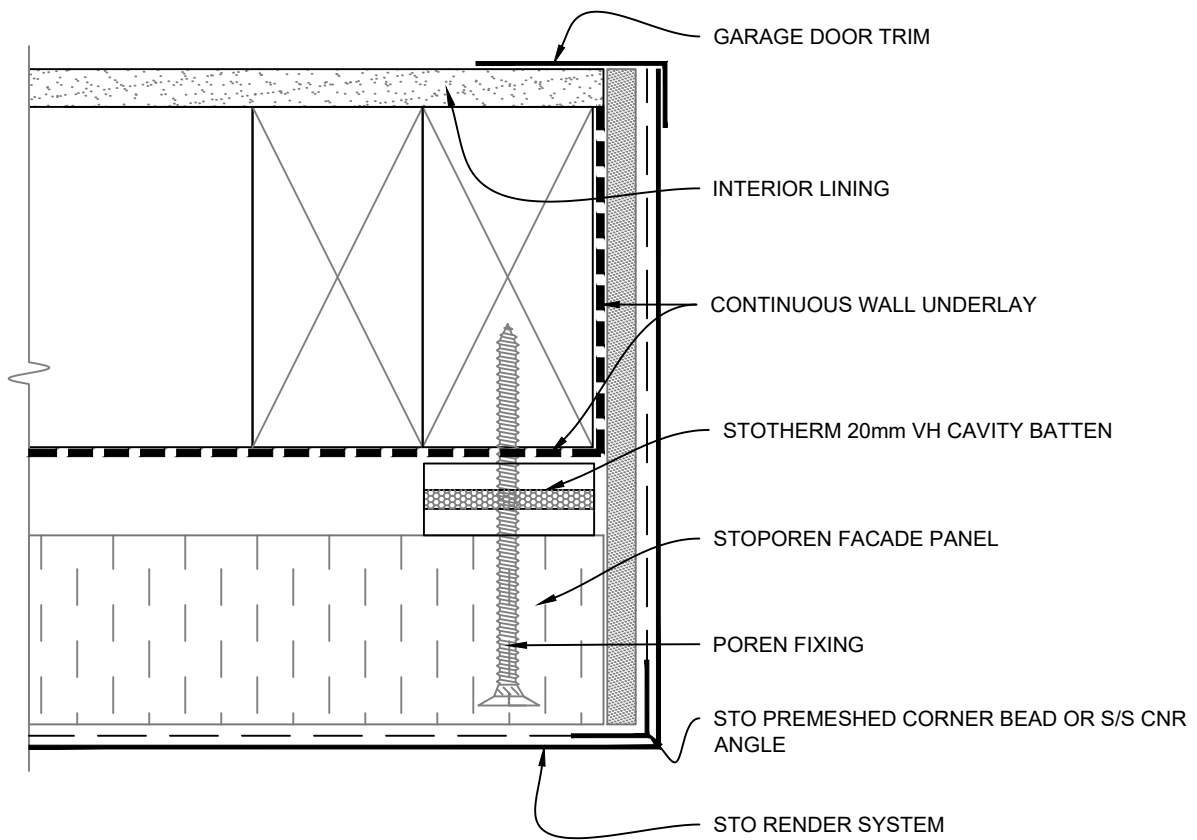 GARAGE DOOR TRIM
INTERIOR LINING
CONTINUOUS WALL UNDERLAY
STOTHERM 20mm VH CAVITY BATTEN
STOPOREN FACADE PANEL
POREN FIXING
STO PREMESHED CORNER BEAD OR S/S CNR
ANGLE
STO RENDER SYSTEM